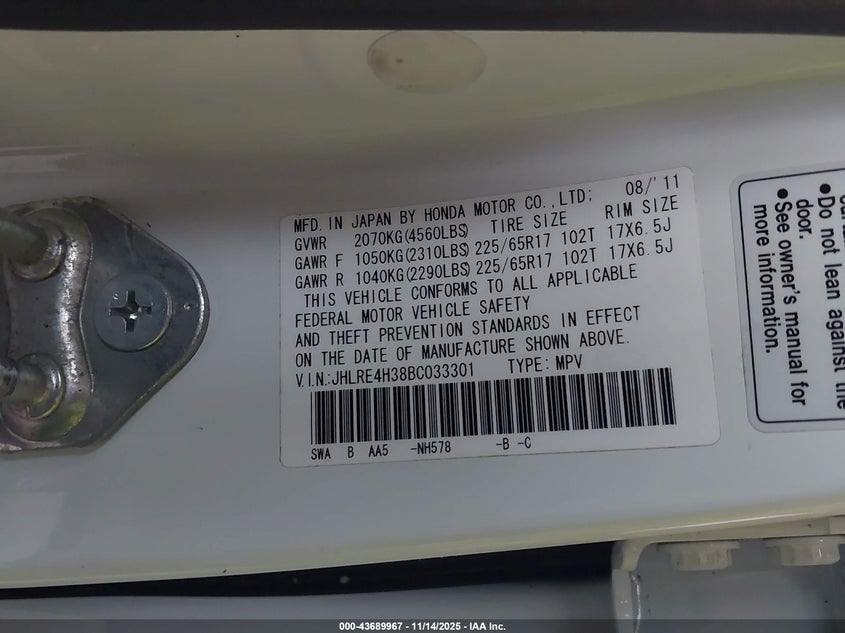 MFD. IN JAPAN BY HONDA MOTOR CO.,LTD; 08/'11
GVWR 2070KG(4560LBS) TIRE SIZE RIM SIZE
GAWR F 1050KG(2310LBS) 225/65R17 102T 17X6.5J
GAWR R 1040KG(2290LBS) 225/65R17 102T 17X6.5J
THIS VEHICLE CONFORMS TO ALL APPLICABLE
FEDERAL MOTOR VEHICLE SAFETY
AND THEFT PREVENTION STANDARDS IN EFFECT
ON THE DATE OF MANUFACTURE SHOWN ABOVE.
V.I.N.:JHLRE4H38BC033301 TYPE: MPV
SWA B AA5 -NH578 -B -C
●Do not lean against the
door.
●See owner's manual for
more information.
000-43689967 - 11/14/2025 - IAA Inc.